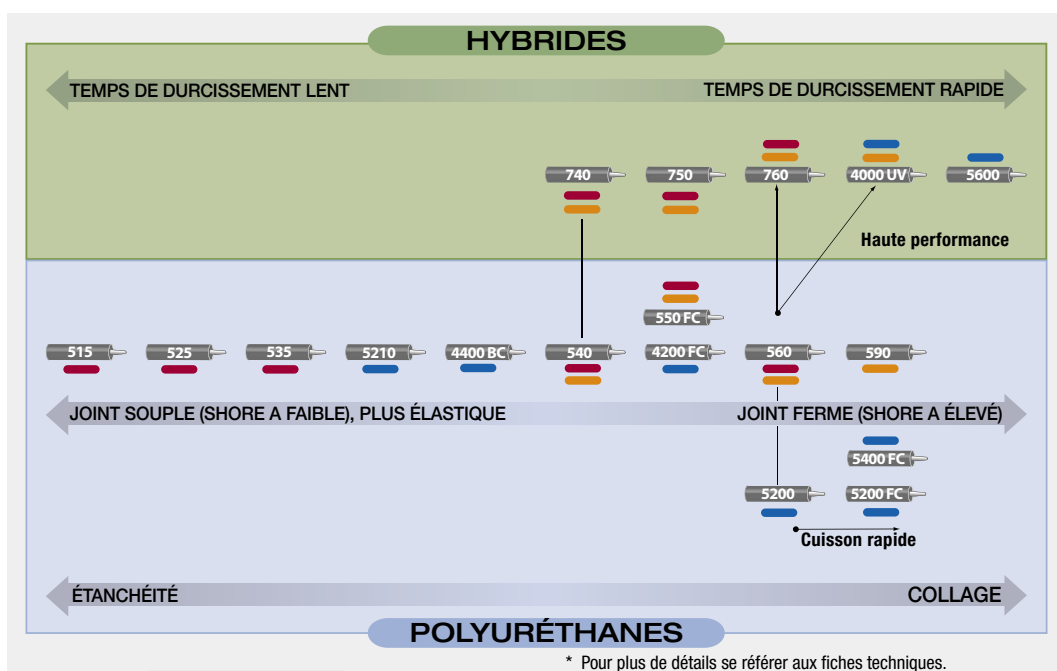 HYBRIDES
TEMPS DE DURCISSEMENT LENT
TEMPS DE DURCISSEMENT RAPIDE
740
750
760
4000 UV
5600
Haute performance
550 FC
515
525
535
5210
4400 BC
540
4200 FC
560
590
JOINT SOUPLE (SHORE A FAIBLE), PLUS ÉLASTIQUE
JOINT FERME (SHORE A ÉLEVÉ)
5400 FC
5200
5200 FC
Cuisson rapide
ÉTANCHÉITÉ
COLLAGE
POLYURÉTHANES
* Pour plus de détails se référer aux fiches techniques.